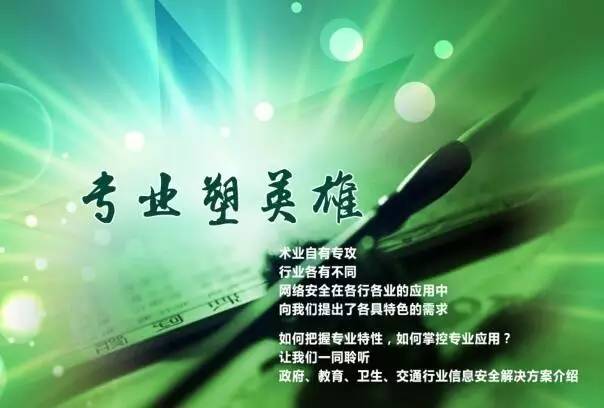 专业塑英雄
术业自有专攻
行业各有不同
网络安全在各行各业的应用中
向我们提出了各具特色的需求
如何把握专业特性，如何掌控专业应用？
让我们一同聆听
政府、教育、卫生、交通行业信息安全解决方案介绍